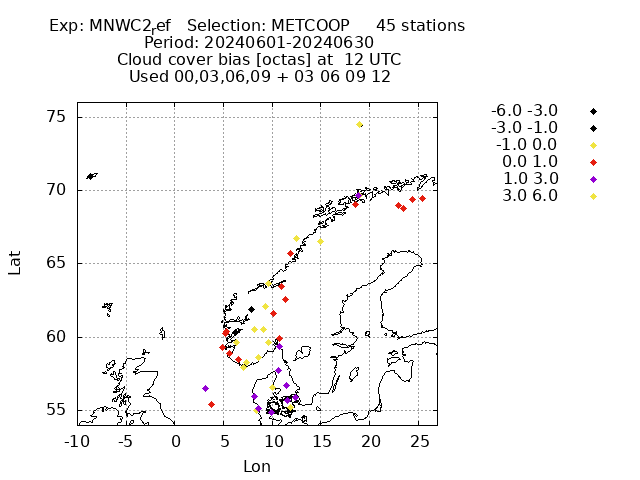 Exp: MNWC2ref   Selection: METCOOP     45 stations
Period: 20240601-20240630
Cloud cover bias [octas] at  12 UTC
Used 00,03,06,09 + 03 06 09 12
-6.0 -3.0
-3.0 -1.0
-1.0 0.0
0.0 1.0
1.0 3.0
3.0 6.0
75
70
65
60
55
Lat
-10 -5 0 5 10 15 20 25
Lon